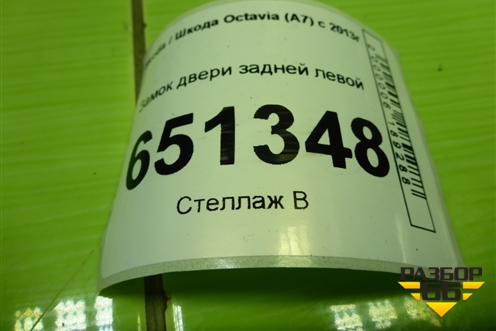 / Шкода Octavia (A7) с 2013г
Замок двери задней левой
651348
Стеллаж В
РАЗБОР
66